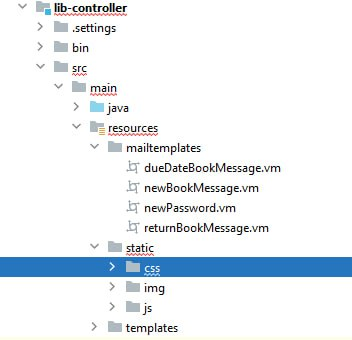 lib-controller
.settings
bin
src
main
java
resources
mailtemplates
dueDateBookMessage.vm
newBookMessage.vm
newPassword.vm
returnBookMessage.vm
static
css
img
js
templates